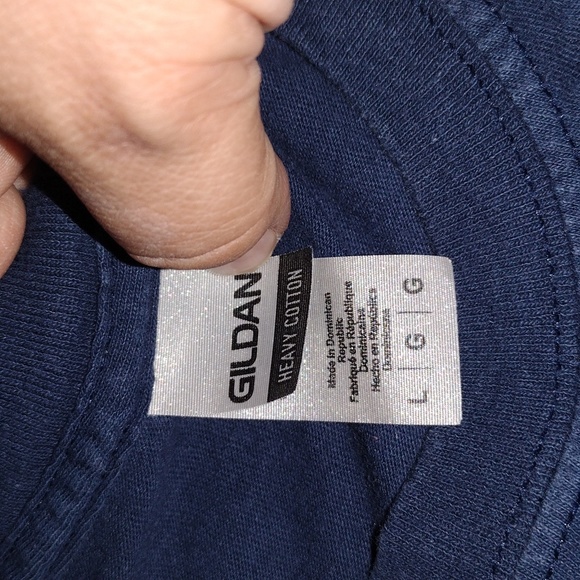 GILDAN
HEAVY COTTON
Made in Dominican
Republic
Fabriqué en République
Dominicaine
Hecho en República
Dominicana
L | G | G